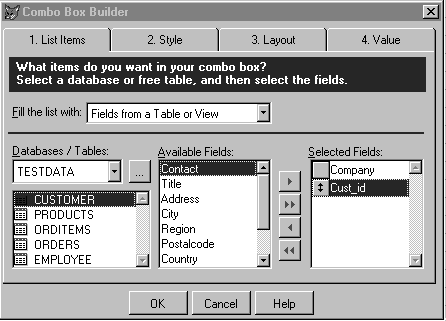 Combo Box Builder
1. List Items 2. Style 3. Layout 4. Value
What items do you want in your combo box?
Select a database or free table, and then select the fields.
Fill the list with: Fields from a Table or View
Databases / Tables: Available Fields: Selected Fields:
TESTDATA ... Contact Company
Title Cust_id
CUSTOMER Address
PRODUCTS City
ORDITEMS Region
ORDERS Postalcode
EMPLOYEE Country
OK Cancel Help